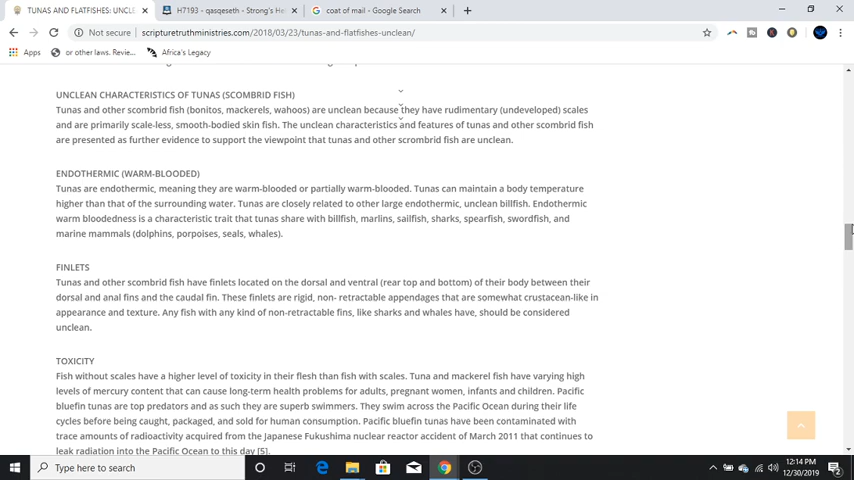 TUNAS AND FLATFISHES: UNCLE
H7193 - qasqeseth - Strong's He
coat of mail - Google Search
Not secure | scripturetruthministries.com/2018/03/23/tunas-and-flatfishes-unclean/
Apps
or other laws. Revie...
Africa's Legacy
UNCLEAN CHARACTERISTICS OF TUNAS (SCOMBRID FISH)
Tunas and other scombrid fish (bonitos, mackerels, wahoos) are unclean because they have rudimentary (undeveloped) scales
and are primarily scale-less, smooth-bodied skin fish. The unclean characteristics and features of tunas and other scombrid fish
are presented as further evidence to support the viewpoint that tunas and other scrombrid fish are unclean.
ENDOTHERMIC (WARM-BLOODED)
Tunas are endothermic, meaning they are warm-blooded or partially warm-blooded. Tunas can maintain a body temperature
higher than that of the surrounding water. Tunas are closely related to other large endothermic, unclean billfish. Endothermic
warm bloodedness is a characteristic trait that tunas share with billfish, marlins, sailfish, sharks, spearfish, swordfish, and
marine mammals (dolphins, porpoises, seals, whales).
FINLETS
Tunas and other scombrid fish have finlets located on the dorsal and ventral (rear top and bottom) of their body between their
dorsal and anal fins and the caudal fin. These finlets are rigid, non- retractable appendages that are somewhat crustacean-like in
appearance and texture. Any fish with any kind of non-retractable fins, like sharks and whales have, should be considered
unclean.
TOXICITY
Fish without scales have a higher level of toxicity in their flesh than fish with scales. Tuna and mackerel fish have varying high
levels of mercury content that can cause long-term health problems for adults, pregnant women, infants and children. Pacific
bluefin tunas are top predators and as such they are superb swimmers. They swim across the Pacific Ocean during their life
cycles before being caught, packaged, and sold for human consumption. Pacific bluefin tunas have been contaminated with
trace amounts of radioactivity acquired from the Japanese Fukushima nuclear reactor accident of March 2011 that continues to
leak radiation into the Pacific Ocean to this day [5].
Type here to search
12:14 PM
12/30/2019
2